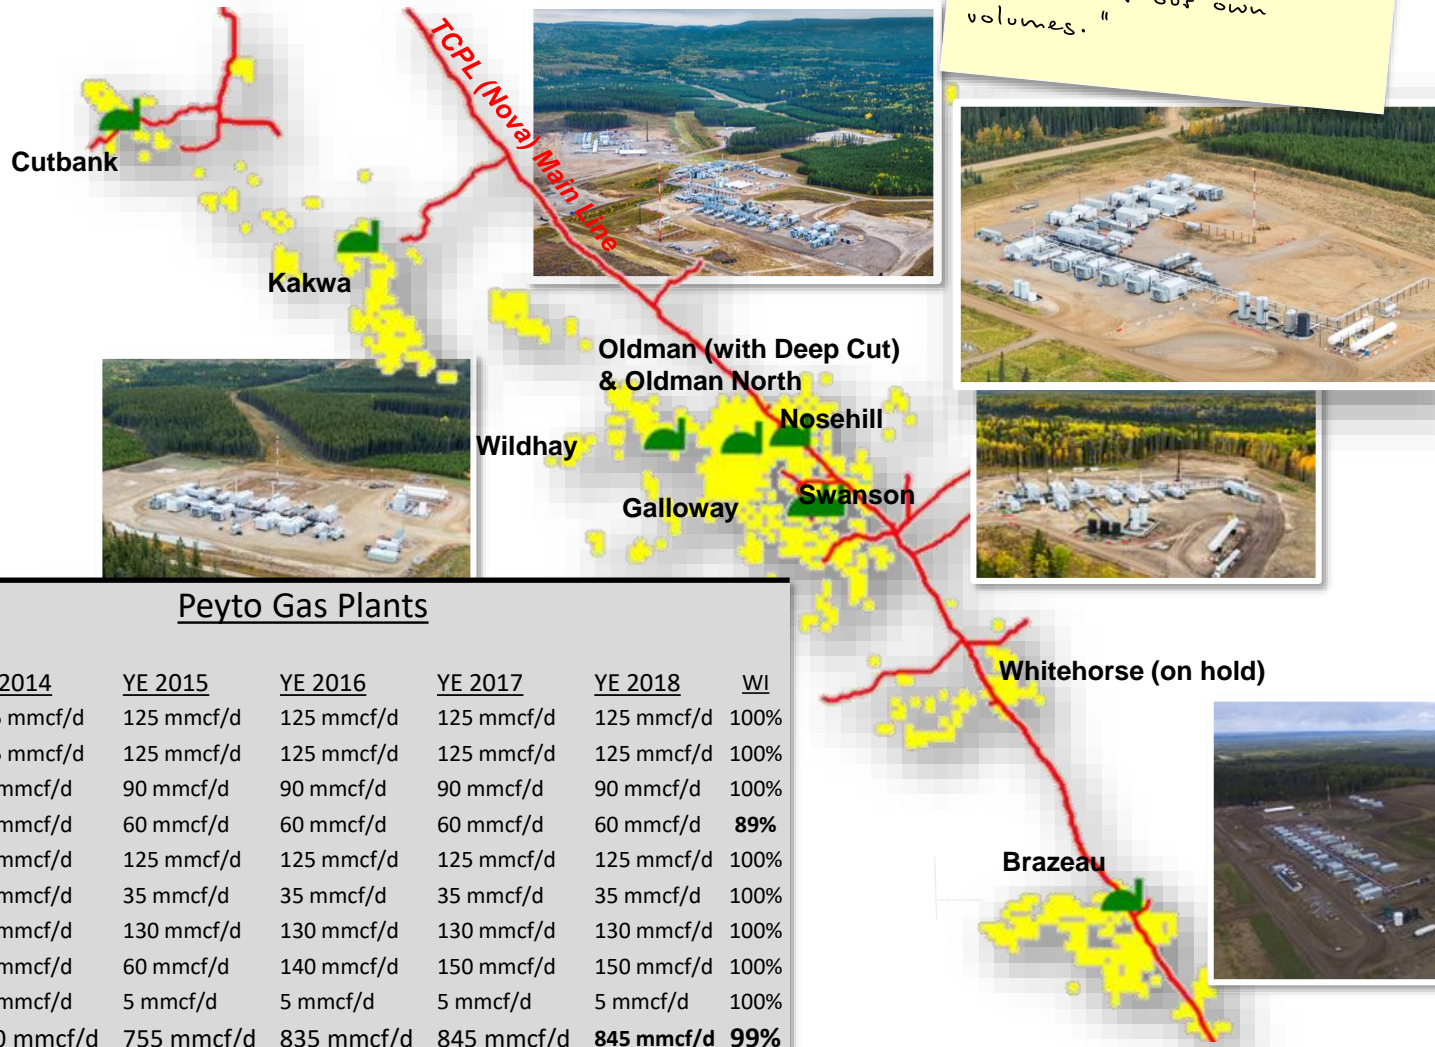 our own
volumes."
TCPL (Nova) Main Line
Cutbank
Kakwa
Oldman (with Deep Cut)
& Oldman North
Nosehill
Wildhay
Swanson
Galloway
Whitehorse (on hold)
Brazeau
Peyto Gas Plants
2014 YE 2015 YE 2016 YE 2017 YE 2018 WI
mmcf/d 125 mmcf/d 125 mmcf/d 125 mmcf/d 125 mmcf/d 100%
mmcf/d 125 mmcf/d 125 mmcf/d 125 mmcf/d 125 mmcf/d 100%
mmcf/d 90 mmcf/d 90 mmcf/d 90 mmcf/d 90 mmcf/d 100%
mmcf/d 60 mmcf/d 60 mmcf/d 60 mmcf/d 60 mmcf/d 89%
mmcf/d 125 mmcf/d 125 mmcf/d 125 mmcf/d 125 mmcf/d 100%
mmcf/d 35 mmcf/d 35 mmcf/d 35 mmcf/d 35 mmcf/d 100%
mmcf/d 130 mmcf/d 130 mmcf/d 130 mmcf/d 130 mmcf/d 100%
mmcf/d 60 mmcf/d 140 mmcf/d 150 mmcf/d 150 mmcf/d 100%
mmcf/d 5 mmcf/d 5 mmcf/d 5 mmcf/d 5 mmcf/d 100%
0 mmcf/d 755 mmcf/d 835 mmcf/d 845 mmcf/d 845 mmcf/d 99%